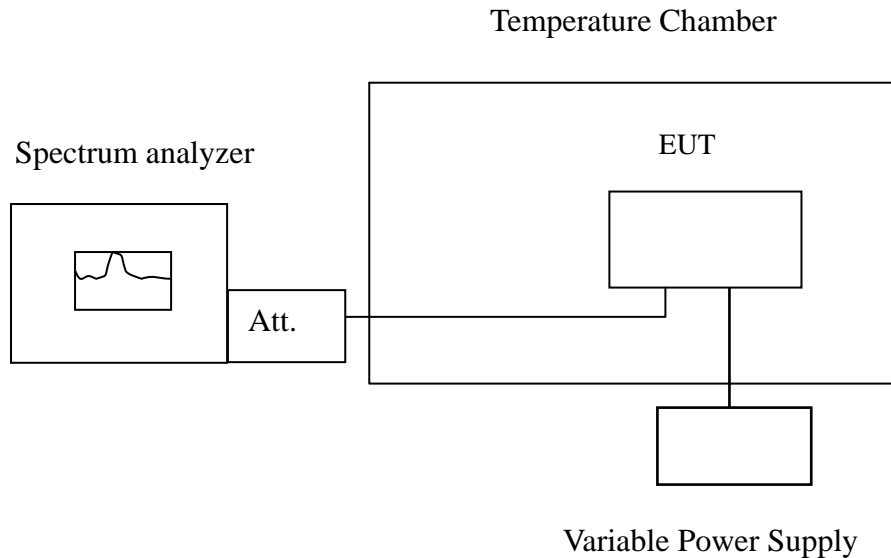 Temperature Chamber
Spectrum analyzer
EUT
Att.
Variable Power Supply